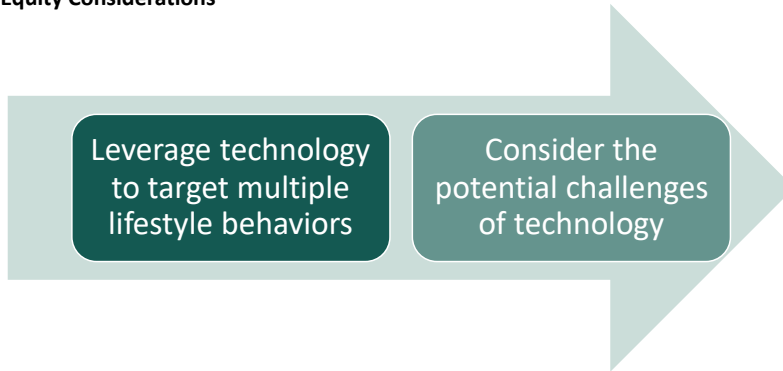 Equity Considerations
Leverage technology
to target multiple
lifestyle behaviors
Consider the
potential challenges
of technology